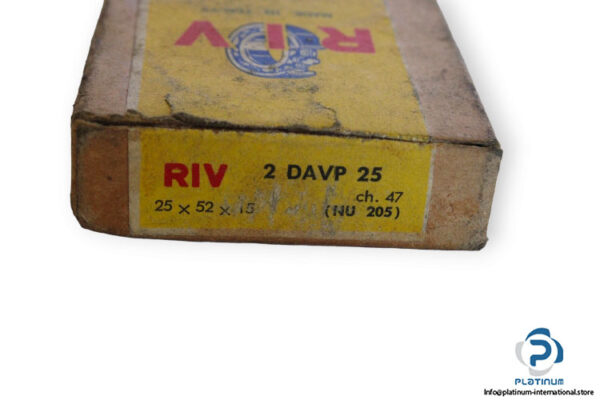 RIV
RIV 2 DAVP 25
ch. 47
25 × 52 × 15 (NU 205)
PLATINUM
Info@platinum-international.store